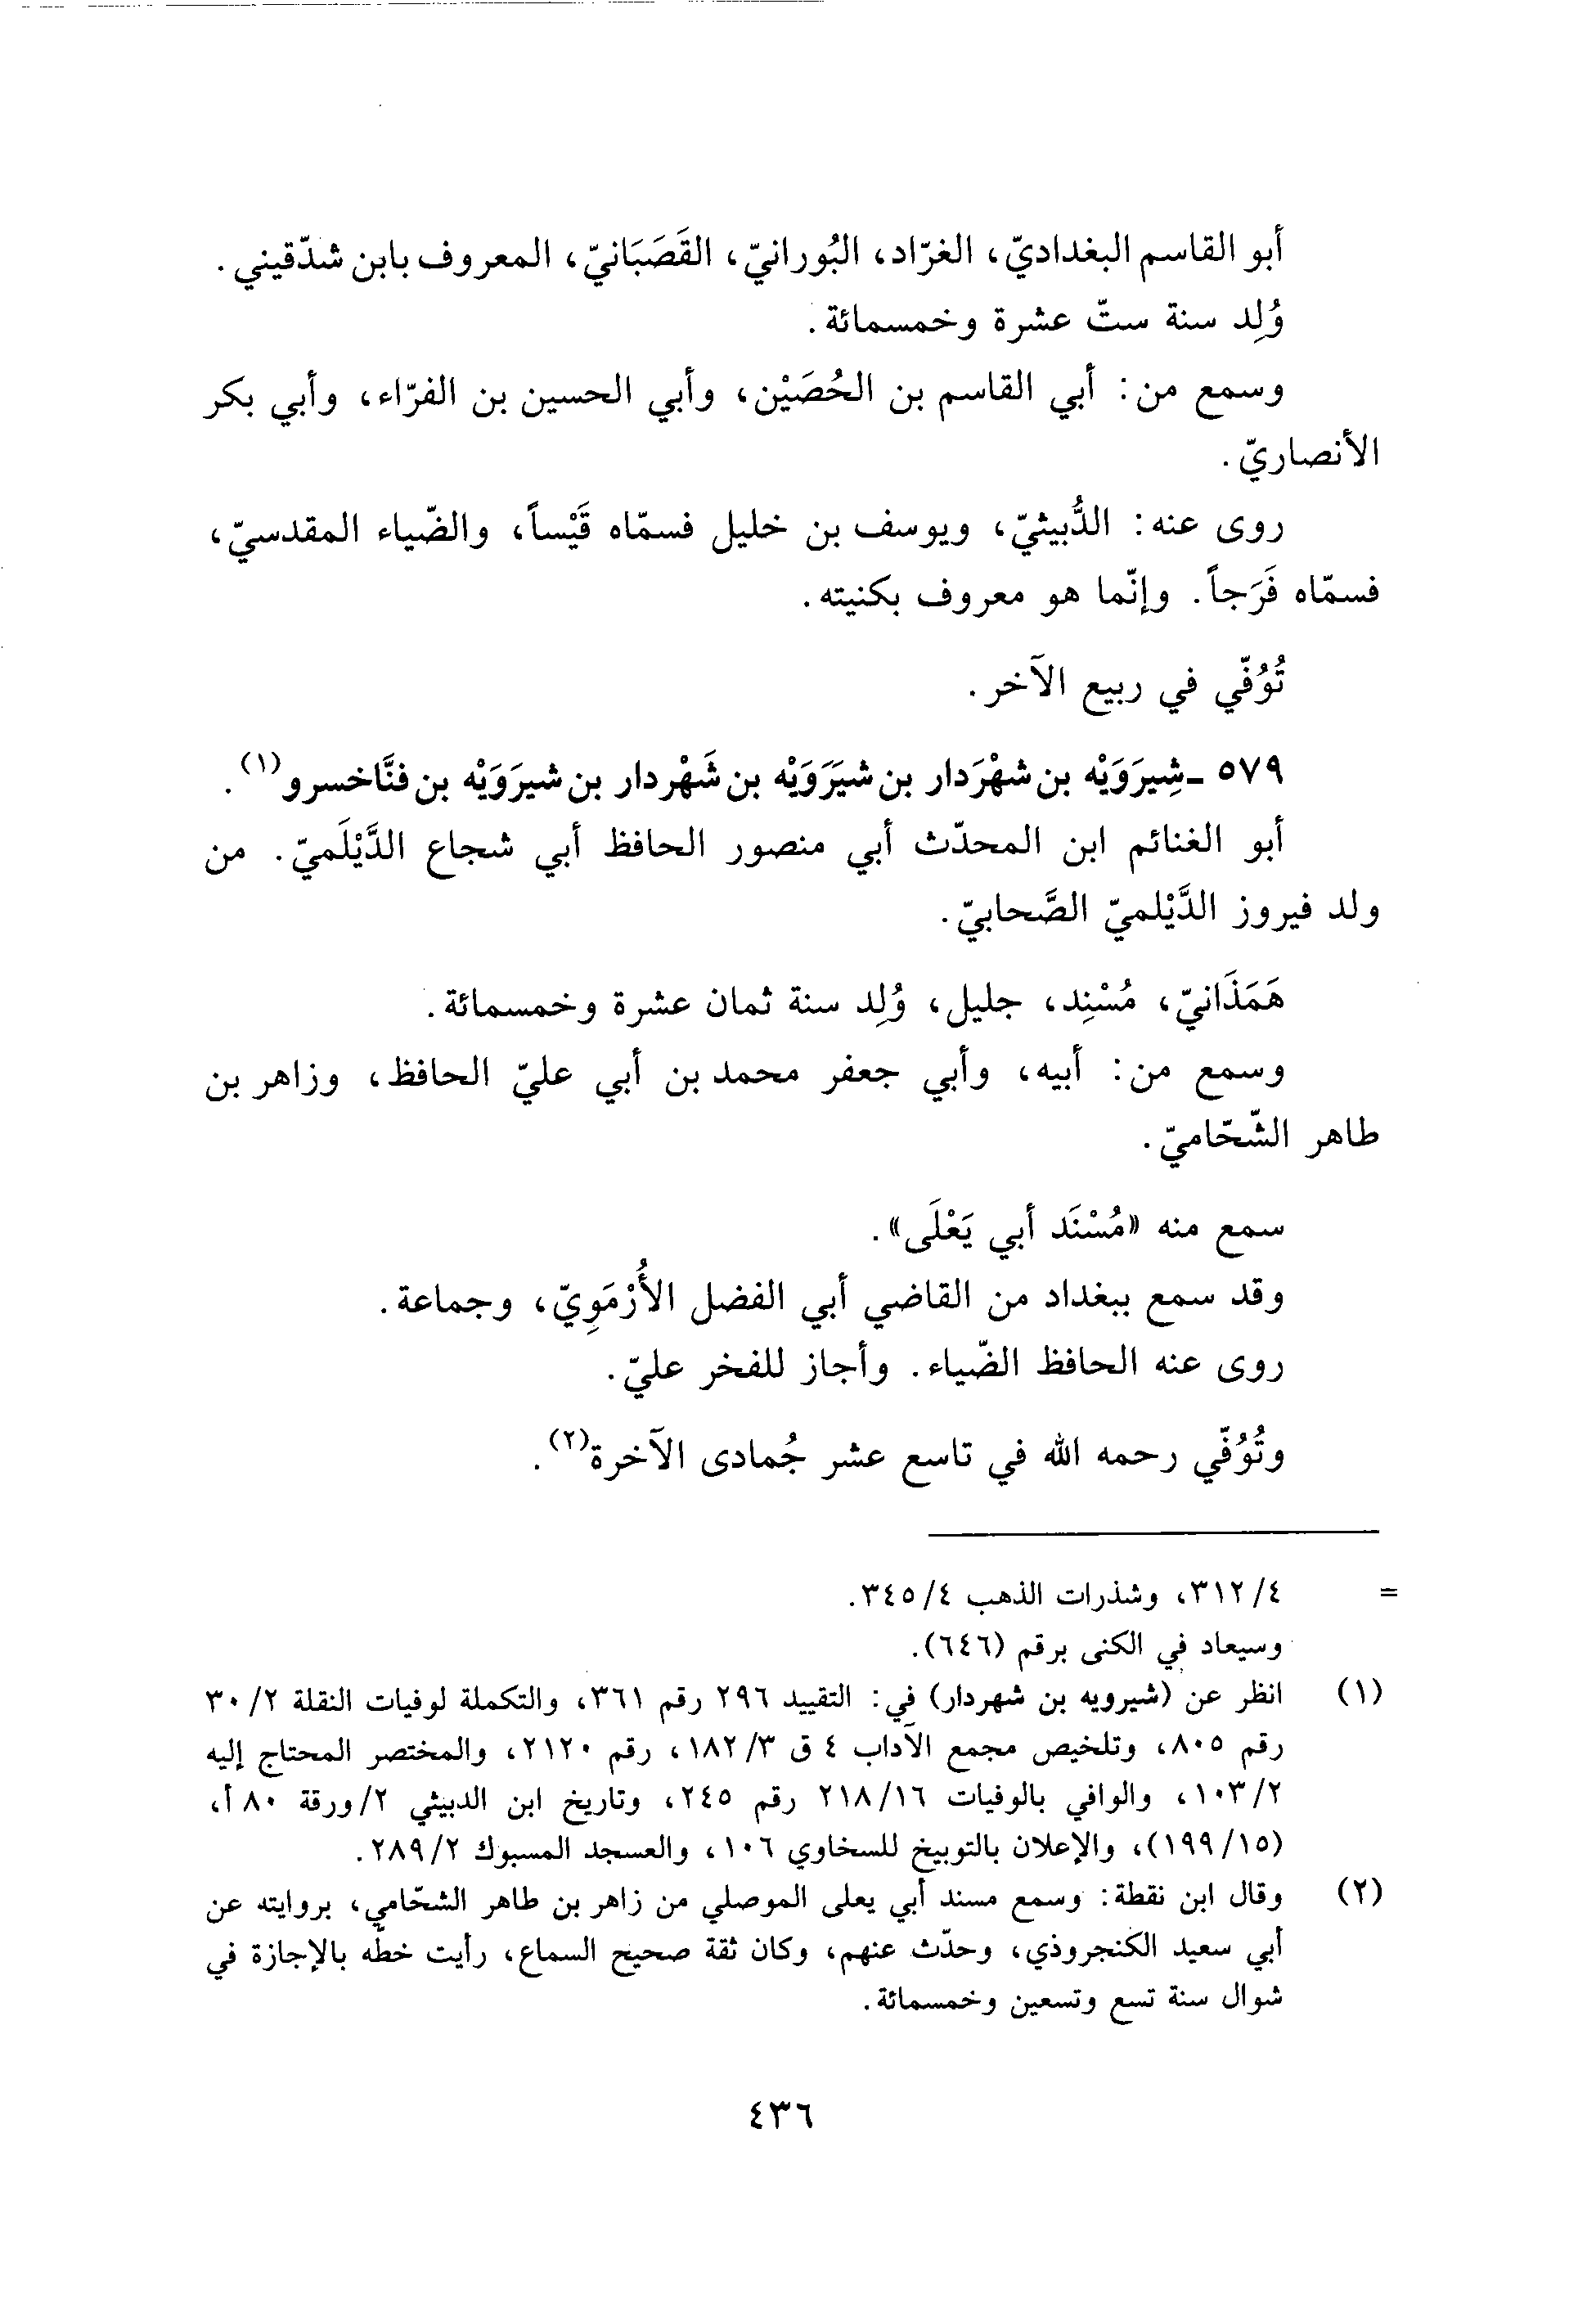 أبو القاسم البغداديّ، الغرّاد، البُورانيّ، القَصَبَانيّ، المعروف بابن شدّقيني.
وُلِد سنة ستّ عشرة وخمسمائة.
وسمع من: أبي القاسم بن الحُصَيْن، وأبي الحسين بن الفرّاء، وأبي بكر
الأنصاريّ.
روى عنه: الدُّبيثيّ، ويوسف بن خليل فسمّاه قَيْساً، والضّياء المقدسيّ،
فسمّاه فَرَجاً. وإنّما هو معروف بكنيته.
تُوُفّي في ربيع الآخر.
٥٧٩ - شِيرَوَيْه بن شهْرَدار بن شيَرَوَيْه بن شَهْردار بن شيرَوَيْه بن فنَّاخسرو(١).
أبو الغنائم ابن المحدّث أبي منصور الحافظ أبي شجاع الدَّيْلَميّ. من
ولد فيروز الدَّيْلميّ الصَّحابيّ.
هَمَذَانيّ، مُسْنِد، جليل، وُلِد سنة ثمان عشرة وخمسمائة.
وسمع من: أبيه، وأبي جعفر محمد بن أبي عليّ الحافظ، وزاهر بن
طاهر الشّحّاميّ.
سمع منه «مُسْنَد أبي يَعْلَى».
وقد سمع ببغداد من القاضي أبي الفضل الأُرْمَوِيّ، وجماعة.
روى عنه الحافظ الضّياء. وأجاز للفخر عليّ.
وتُوُفّي رحمه الله في تاسع عشر جُمادى الآخرة(٢).
= ٤/ ٣١٢، وشذرات الذهب ٤/ ٣٤٥.
وسيعاد في الكنى برقم (٦٤٦).
(١) انظر عن (شيرويه بن شهردار) في: التقييد ٢٩٦ رقم ٣٦١، والتكملة لوفيات النقلة ٢/ ٣٠
رقم ٨٠٥، وتلخيص مجمع الآداب ٤ ق ٣/ ١٨٢، رقم ٢١٢٠، والمختصر المحتاج إليه
٢/ ١٠٣، والوافي بالوفيات ١٦/ ٢١٨ رقم ٢٤٥، وتاريخ ابن الدبيثي ٢/ ورقة ٨٠أ،
(١٥/ ١٩٩)، والإعلان بالتوبيخ للسخاوي ١٠٦، والعسجد المسبوك ٢/ ٢٨٩.
(٢) وقال ابن نقطة: وسمع مسند أبي يعلى الموصلي من زاهر بن طاهر الشحّامي، بروايته عن
أبي سعيد الكنجروذي، وحدّث عنهم، وكان ثقة صحيح السماع، رأيت خطّه بالإجازة في
شوال سنة تسع وتسعين وخمسمائة.
٤٣٦